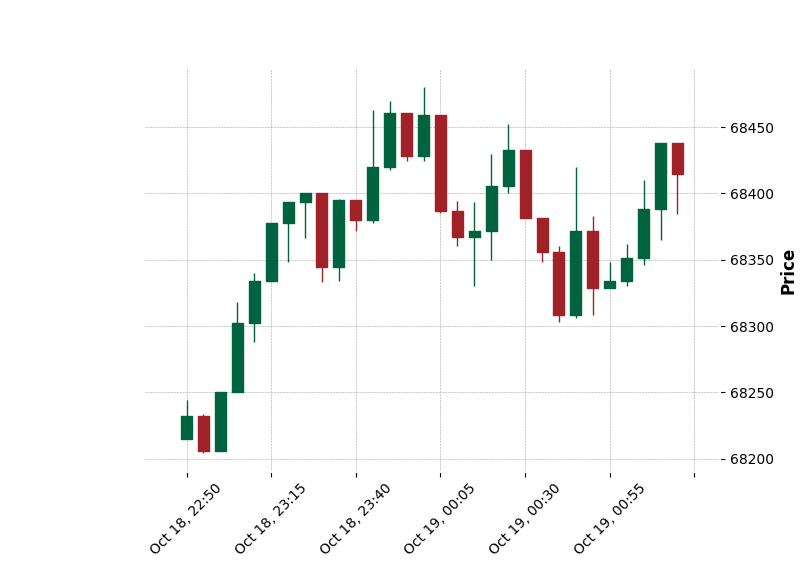 68450
68400
68350
68300
68250
68200
Price
Oct 18, 22:50
Oct 18, 23:15
Oct 18, 23:40
Oct 19, 00:05
Oct 19, 00:30
Oct 19, 00:55